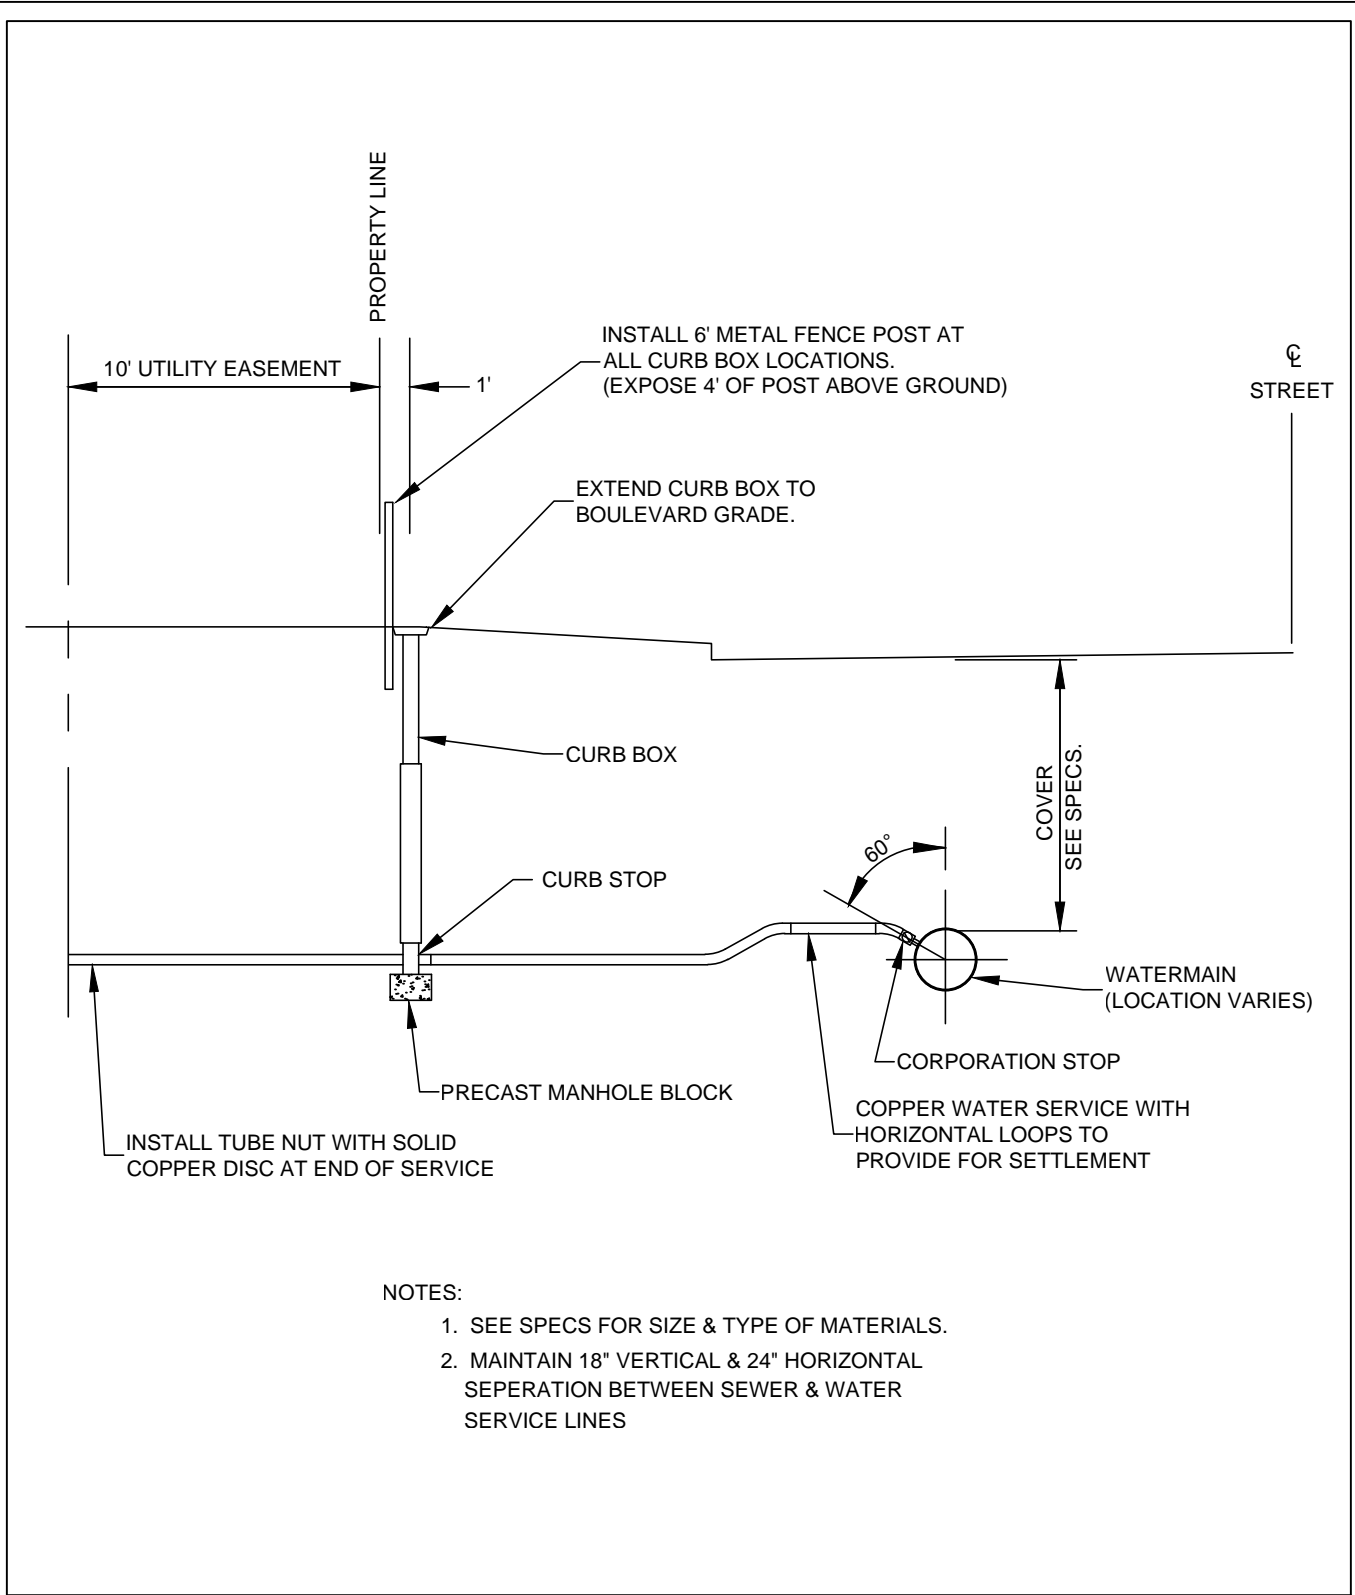 PROPERTY LINE
INSTALL 6' METAL FENCE POST AT
ALL CURB BOX LOCATIONS.
(EXPOSE 4' OF POST ABOVE GROUND)
10' UTILITY EASEMENT
1'
℄
STREET
EXTEND CURB BOX TO
BOULEVARD GRADE.
CURB BOX
COVER
SEE SPECS.
60°
CURB STOP
WATERMAIN
(LOCATION VARIES)
CORPORATION STOP
PRECAST MANHOLE BLOCK
COPPER WATER SERVICE WITH
HORIZONTAL LOOPS TO
PROVIDE FOR SETTLEMENT
INSTALL TUBE NUT WITH SOLID
COPPER DISC AT END OF SERVICE
NOTES:
1. SEE SPECS FOR SIZE & TYPE OF MATERIALS.
2. MAINTAIN 18" VERTICAL & 24" HORIZONTAL
SEPERATION BETWEEN SEWER & WATER
SERVICE LINES